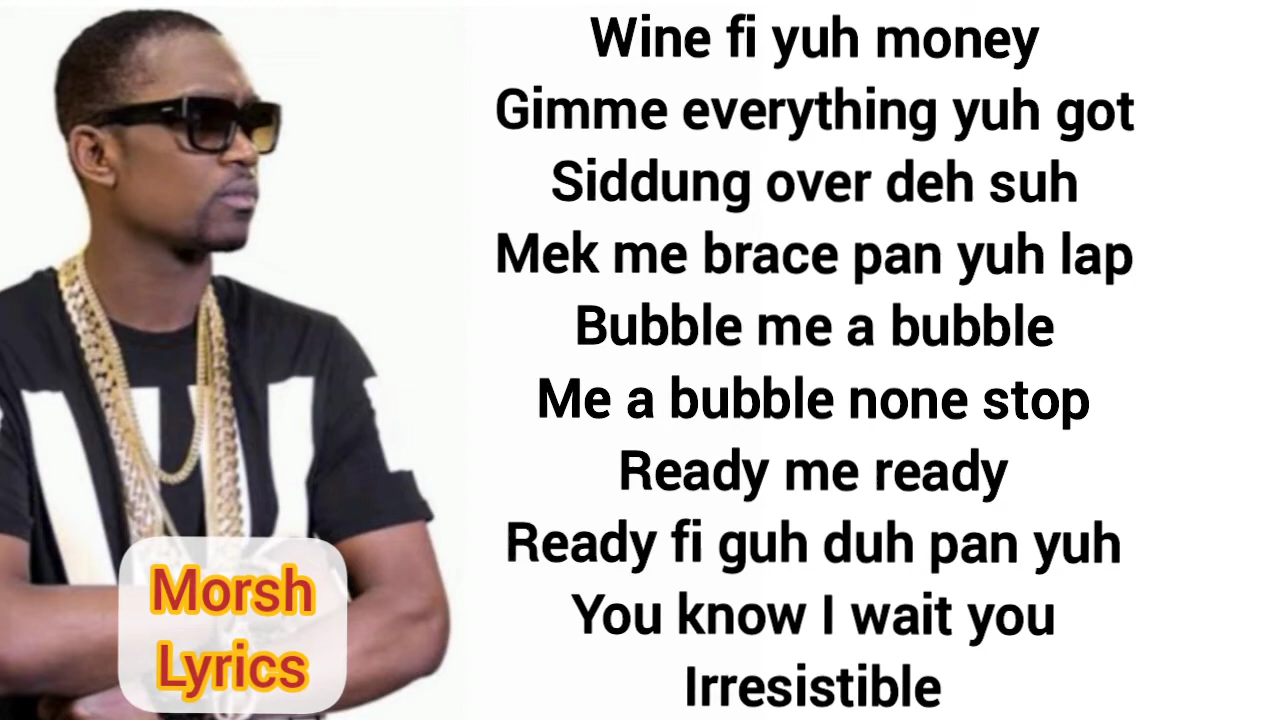 Wine fi yuh money
Gimme everything yuh got
Siddung over deh suh
Mek me brace pan yuh lap
Bubble me a bubble
Me a bubble none stop
Ready me ready
Ready fi guh duh pan yuh
You know I wait you
Irresistible
Morsh
Lyrics